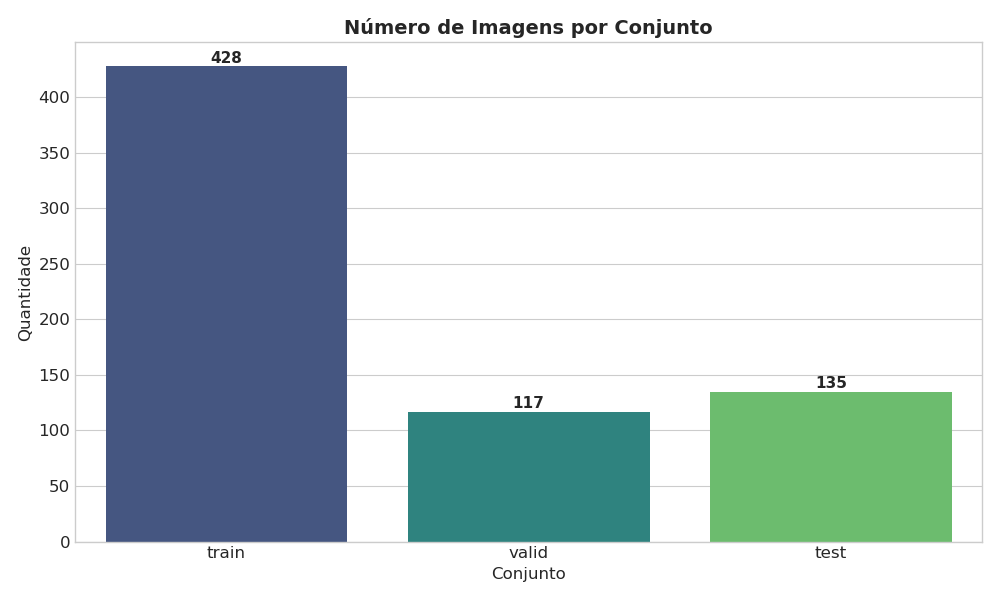 Número de Imagens por Conjunto
Quantidade
400
350
300
250
200
150
100
50
0
428
117
135
train
valid
test
Conjunto